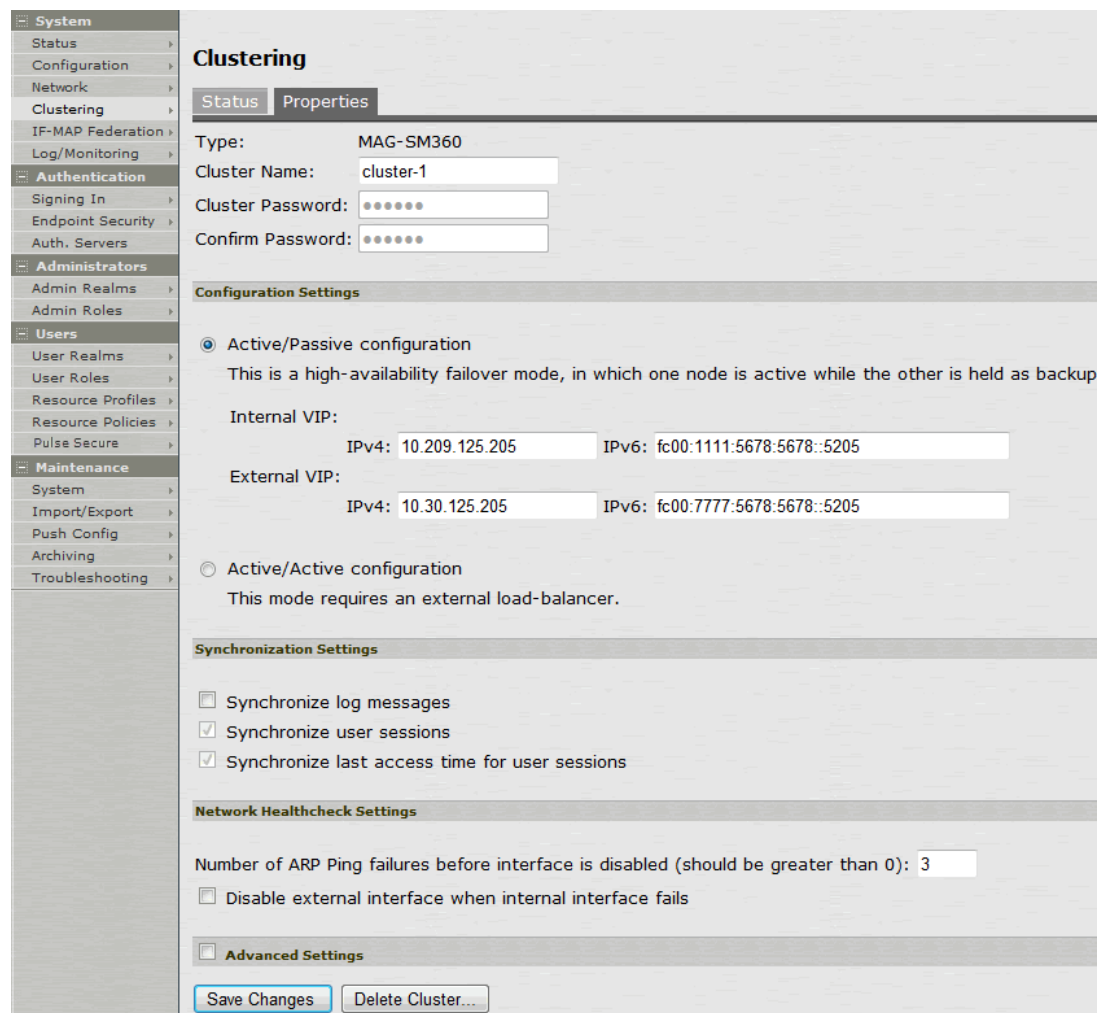 System
Status
Configuration
Network
Clustering
IF-MAP Federation
Log/Monitoring
Authentication
Signing In
Endpoint Security
Auth. Servers
Administrators
Admin Realms
Admin Roles
Users
User Realms
User Roles
Resource Profiles
Resource Policies
Pulse Secure
Maintenance
System
Import/Export
Push Config
Archiving
Troubleshooting
Clustering
Status Properties
Type: MAG-SM360
Cluster Name: cluster-1
Cluster Password: ●●●●●●
Confirm Password: ●●●●●●
Configuration Settings
Active/Passive configuration
This is a high-availability failover mode, in which one node is active while the other is held as backup
Internal VIP:
IPv4: 10.209.125.205 IPv6: fc00:1111:5678:5678::5205
External VIP:
IPv4: 10.30.125.205 IPv6: fc00:7777:5678:5678::5205
Active/Active configuration
This mode requires an external load-balancer.
Synchronization Settings
Synchronize log messages
Synchronize user sessions
Synchronize last access time for user sessions
Network Healthcheck Settings
Number of ARP Ping failures before interface is disabled (should be greater than 0): 3
Disable external interface when internal interface fails
Advanced Settings
Save Changes Delete Cluster...